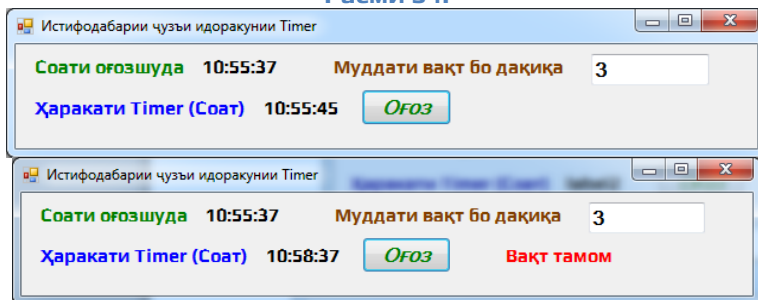 Истифодабарии ҷузъи идоракунии Timer
Соати оғозшуда 10:55:37 Муддати вақт бо дақиқа 3
Ҳаракати Timer (Соат) 10:55:45 Оғоз
Истифодабарии ҷузъи идоракунии Timer
Соати оғозшуда 10:55:37 Муддати вақт бо дақиқа 3
Ҳаракати Timer (Соат) 10:58:37 Оғоз Вақт тамом